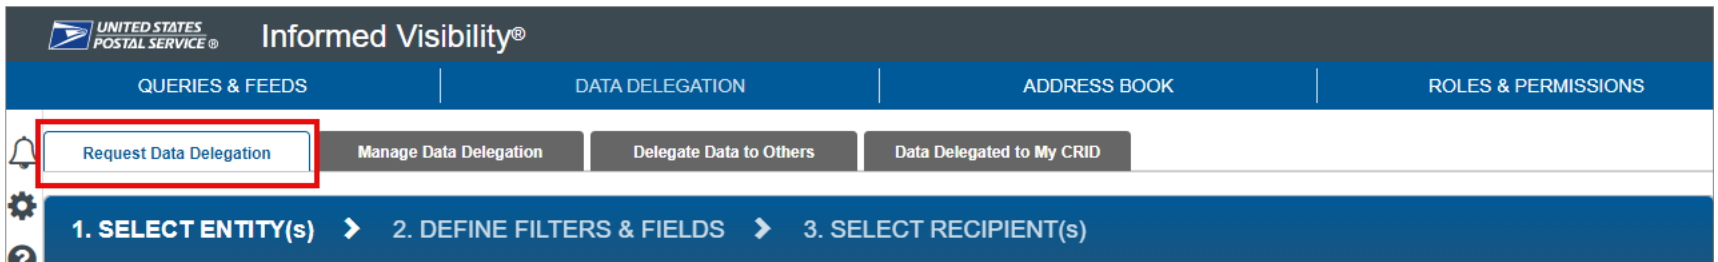 UNITED STATES
POSTAL SERVICE ®
Informed Visibility®
QUERIES & FEEDS DATA DELEGATION ADDRESS BOOK ROLES & PERMISSIONS
Request Data Delegation Manage Data Delegation Delegate Data to Others Data Delegated to My CRID
1. SELECT ENTITY(s) 2. DEFINE FILTERS & FIELDS 3. SELECT RECIPIENT(s)
?